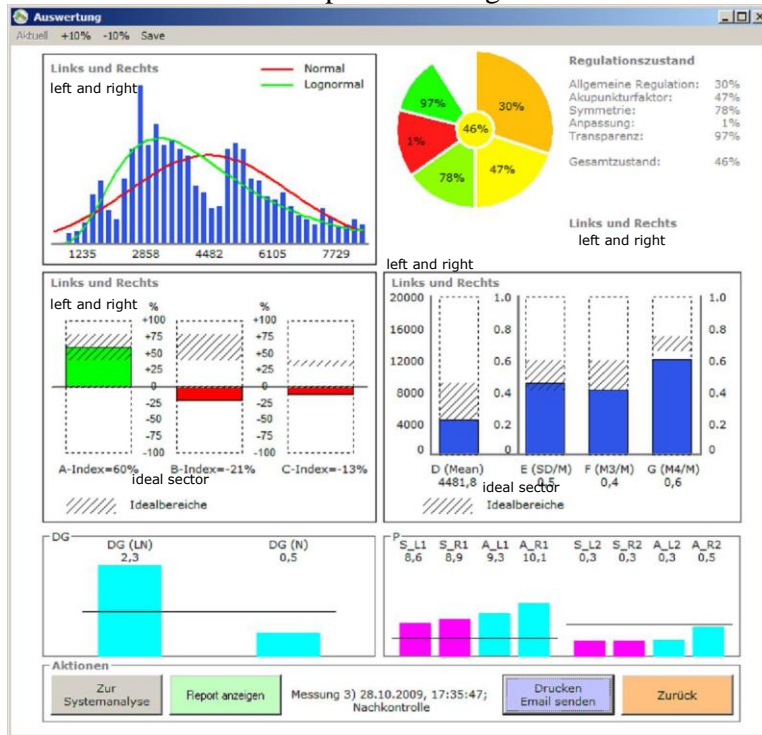 Auswertung
Aktuell +10% -10% Save
Links und Rechts
left and right
Normal
Lognormal
1235 2858 4482 6105 7729
97% 30% 46% 1% 78% 47%
Regulationszustand
Allgemeine Regulation: 30%
Akupunkturfaktor: 47%
Symmetrie: 78%
Anpassung: 1%
Transparenz: 97%
Gesamtzustand: 46%
Links und Rechts
left and right
Links und Rechts
left and right
% %
+100 +100
+75 +75
+50 +50
+25 +25
0 0
-25 -25
-50 -50
-75 -75
-100 -100
A-Index=60% B-Index=-21% C-Index=-13%
ideal sector
Idealbereiche
left and right
Links und Rechts
20000 1.0 1.0
16000 0.8 0.8
12000 0.6 0.6
8000 0.4 0.4
4000 0.2 0.2
0 0 0
D (Mean) E (SD/M) F (M3/M) G (M4/M)
4481,8 0,5 0,4 0,6
ideal sector
Idealbereiche
DG
DG (LN) DG (N)
2,3 0,5
P
S_L1 S_R1 A_L1 A_R1 S_L2 S_R2 A_L2 A_R2
8,6 8,9 9,3 10,1 0,3 0,3 0,3 0,5
Aktionen
Zur
Systemanalyse
Report anzeigen
Messung 3) 28.10.2009, 17:35:47;
Nachkontrolle
Drucken
Email senden
Zurück